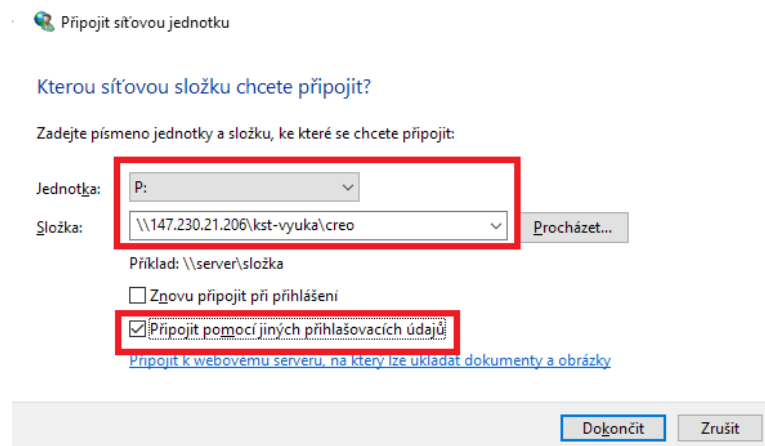 Připojit síťovou jednotku
Kterou síťovou složku chcete připojit?
Zadejte písmeno jednotky a složku, ke které se chcete připojit:
Jednotka: P:
Složka: \\147.230.21.206\kst-vyuka\creo Procházet...
Příklad: \\server\složka
Znovu připojit při přihlášení
Připojit pomocí jiných přihlašovacích údajů
Připojit k webovému serveru, na který lze ukládat dokumenty a obrázky
Dokončit Zrušit